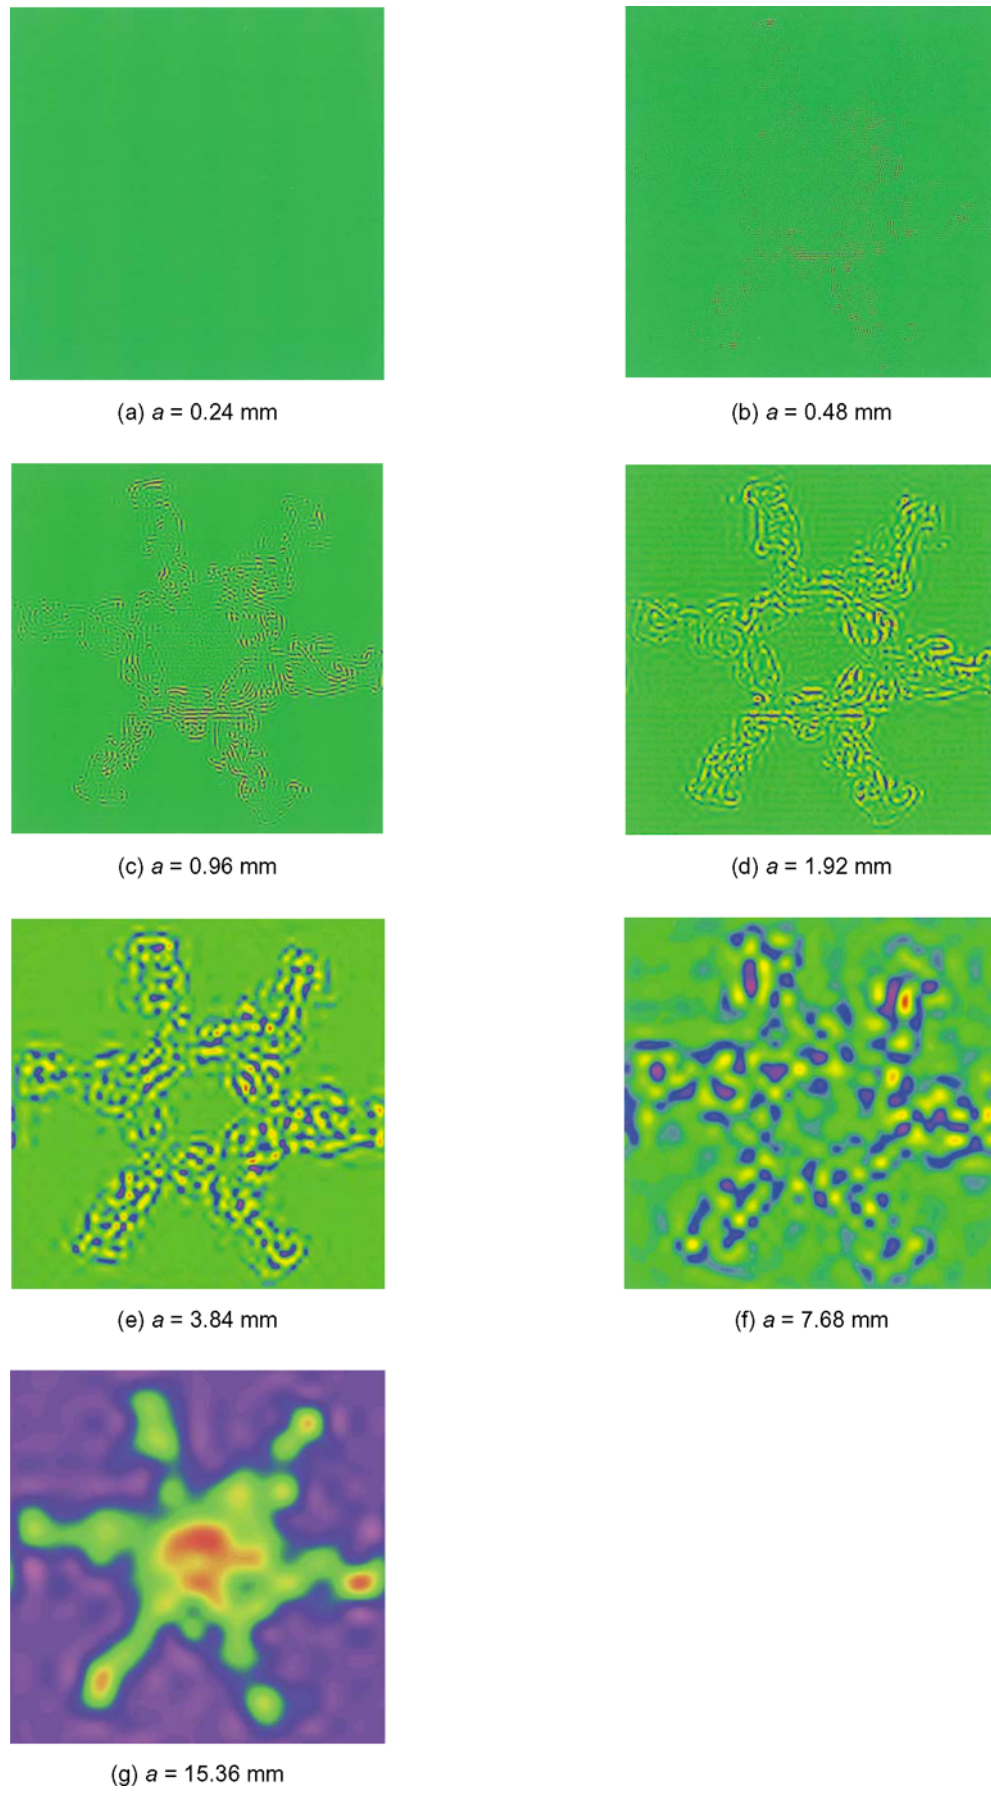 (a) a = 0.24 mm
(b) a = 0.48 mm
(c) a = 0.96 mm
(d) a = 1.92 mm
(e) a = 3.84 mm
(f) a = 7.68 mm
(g) a = 15.36 mm